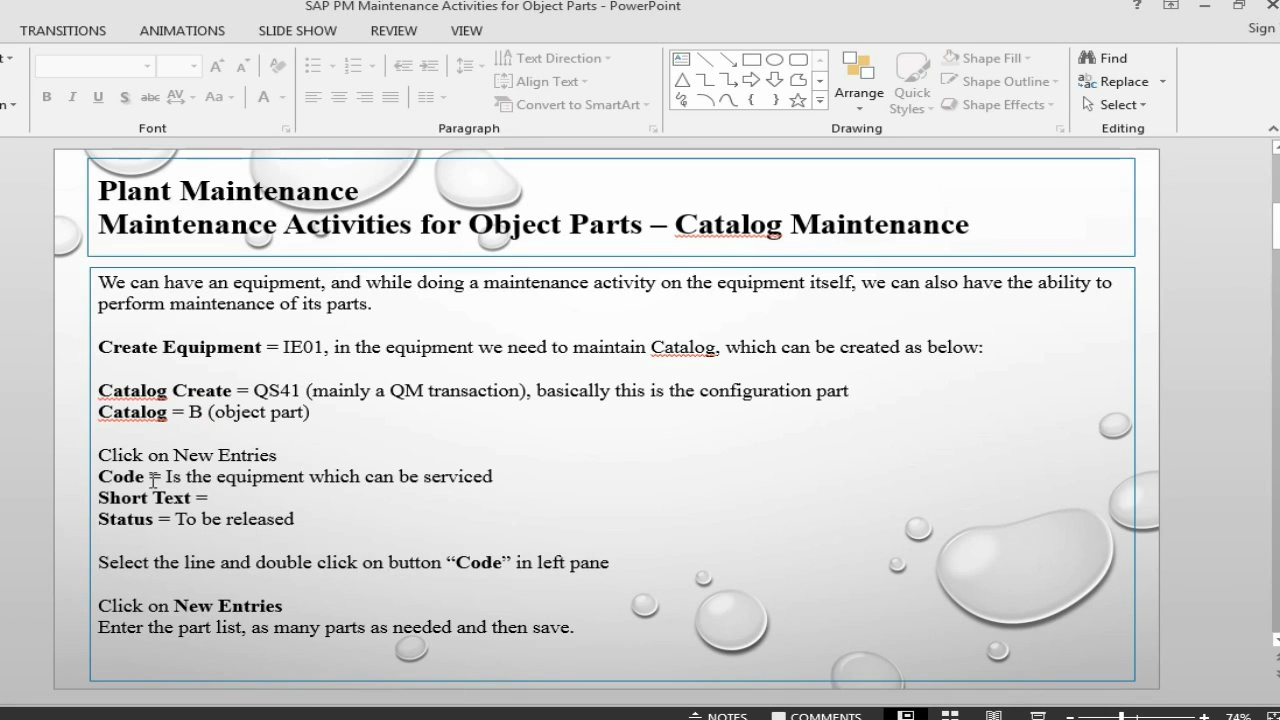 SAP PM Maintenance Activities for Object Parts - PowerPoint
?
TRANSITIONS ANIMATIONS SLIDE SHOW REVIEW VIEW
Sign
Text Direction
Align Text
Convert to SmartArt
B I U S abc AV Aa A
Arrange
Quick
Styles
Shape Fill
Shape Outline
Shape Effects
Find
Replace
Select
Font Paragraph Drawing Editing
Plant Maintenance
Maintenance Activities for Object Parts – Catalog Maintenance
We can have an equipment, and while doing a maintenance activity on the equipment itself, we can also have the ability to
perform maintenance of its parts.
Create Equipment = IE01, in the equipment we need to maintain Catalog, which can be created as below:
Catalog Create = QS41 (mainly a QM transaction), basically this is the configuration part
Catalog = B (object part)
Click on New Entries
Code = Is the equipment which can be serviced
Short Text =
Status = To be released
Select the line and double click on button “Code” in left pane
Click on New Entries
Enter the part list, as many parts as needed and then save.
NOTES COMMENTS 74%